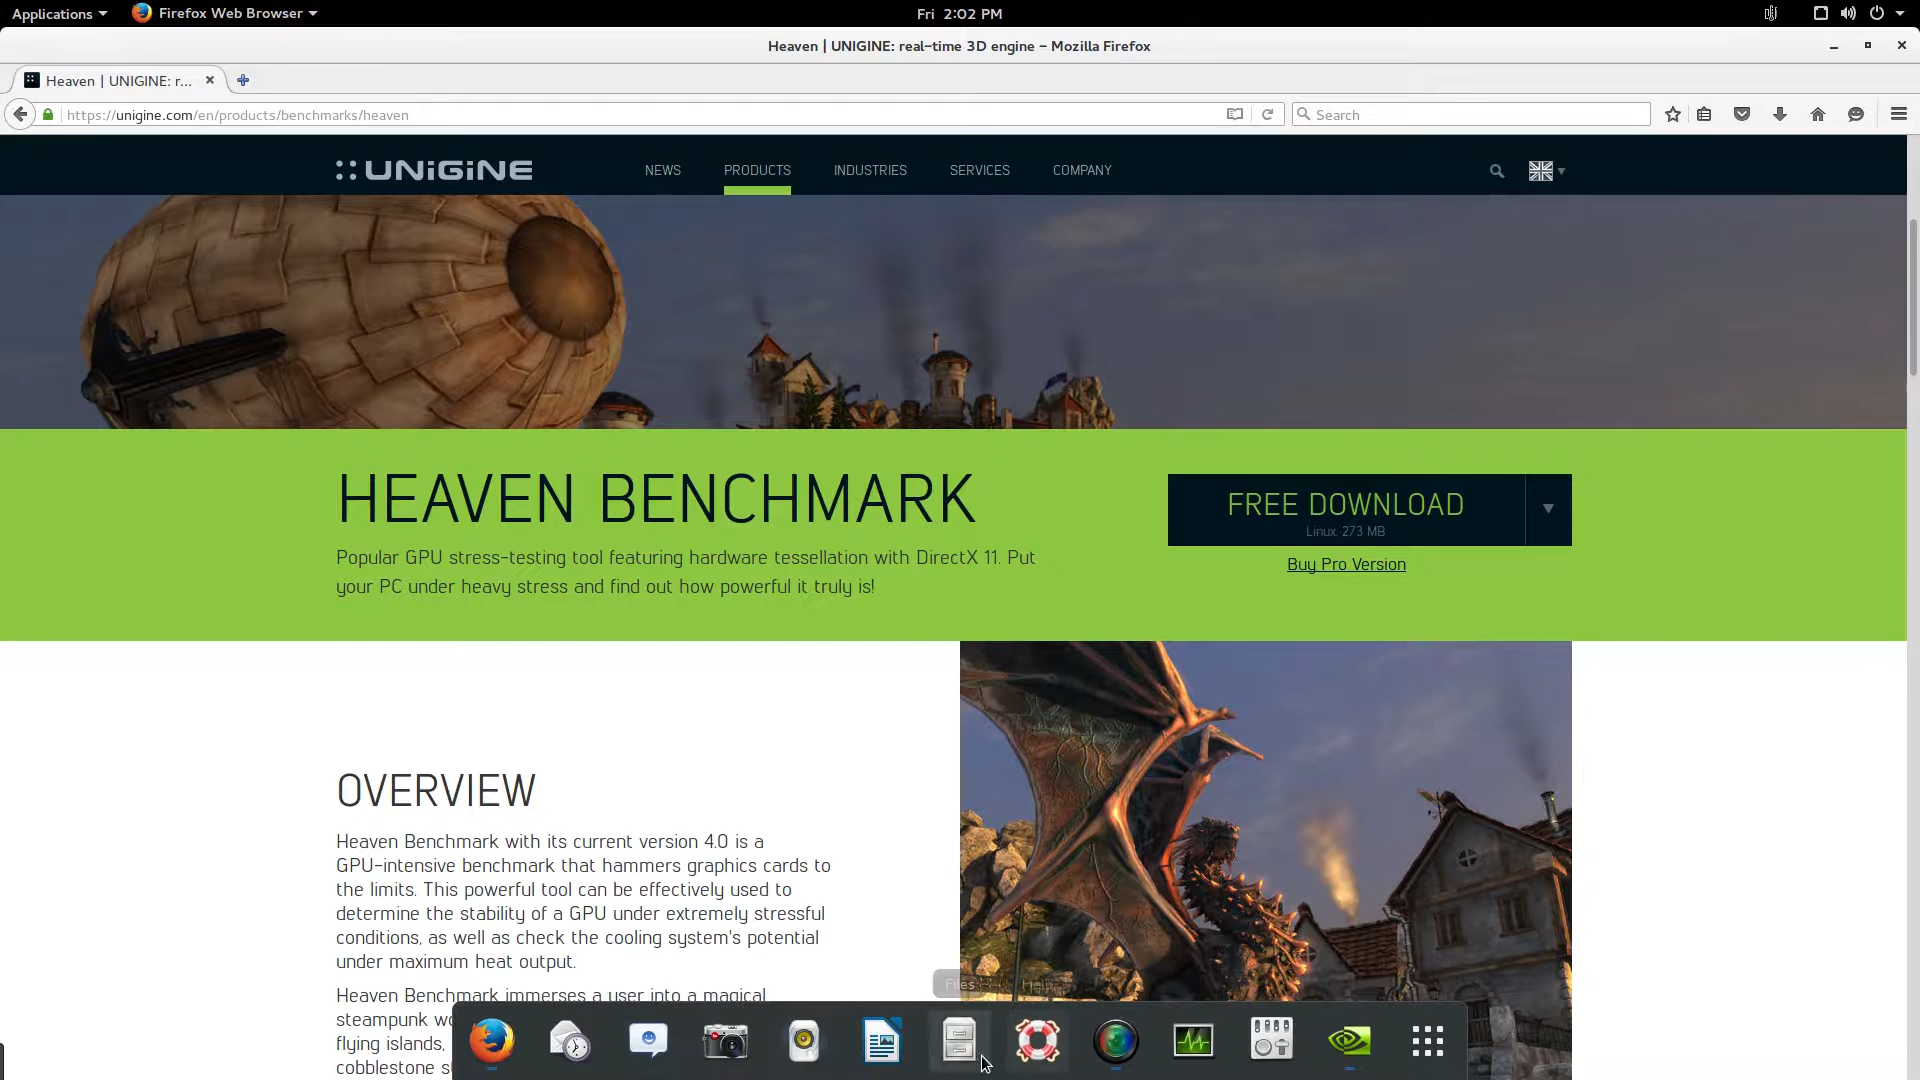 Applications
Firefox Web Browser
Fri 2:02 PM
Heaven | UNIGINE: real-time 3D engine - Mozilla Firefox
Heaven | UNIGINE: r...
https://unigine.com/en/products/benchmarks/heaven
Search
UNiGiNE
NEWS
PRODUCTS
INDUSTRIES
SERVICES
COMPANY
HEAVEN BENCHMARK
Popular GPU stress-testing tool featuring hardware tessellation with DirectX 11. Put
your PC under heavy stress and find out how powerful it truly is!
FREE DOWNLOAD
Linux. 273 MB
Buy Pro Version
OVERVIEW
Heaven Benchmark with its current version 4.0 is a
GPU-intensive benchmark that hammers graphics cards to
the limits. This powerful tool can be effectively used to
determine the stability of a GPU under extremely stressful
conditions, as well as check the cooling system's potential
under maximum heat output.
Heaven Benchmark immerses a user into a magical
steampunk
flying islands,
cobblestone
Files